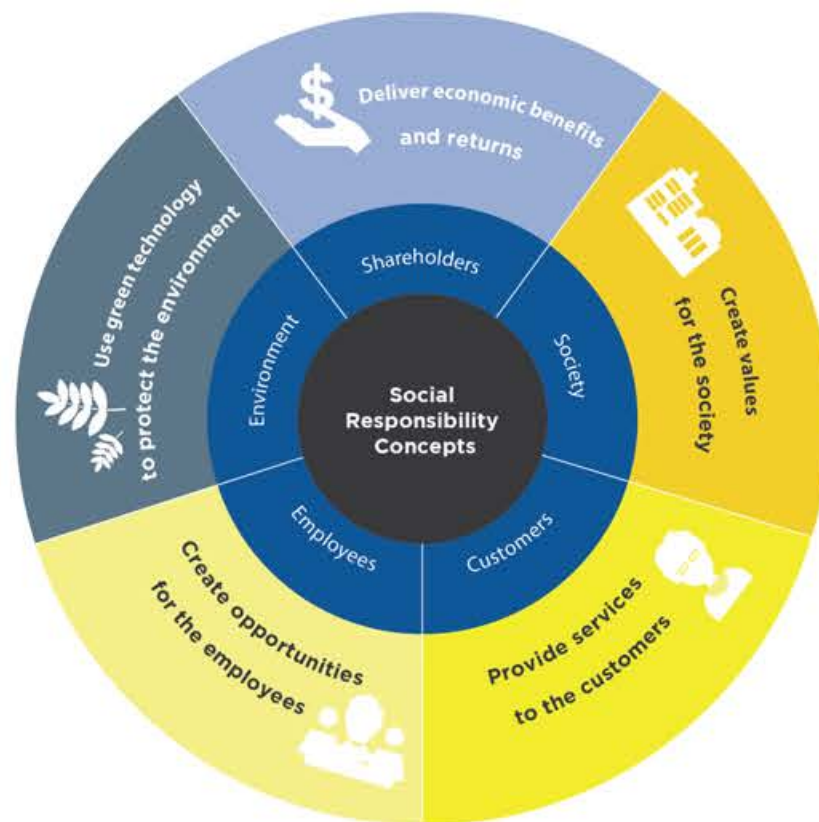 Social
Responsibility
Concepts
Shareholders
Deliver economic benefits
and returns
Society
Create values
for the society
Customers
Provide services
to the customers
Employees
Create opportunities
for the employees
Environment
Use green technology
to protect the environment